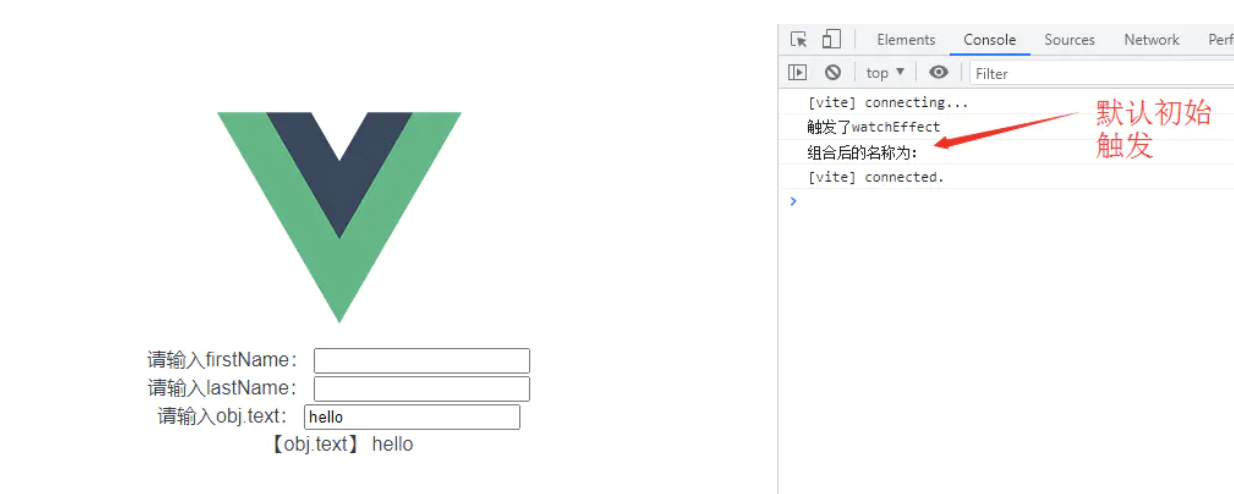 请输入firstName：
请输入lastName：
请输入obj.text： hello
【obj.text】 hello
Elements Console Sources Network Perf
top ▼ Filter
[vite] connecting...
触发了watchEffect
组合后的名称为:
[vite] connected.
>
默认初始
触发